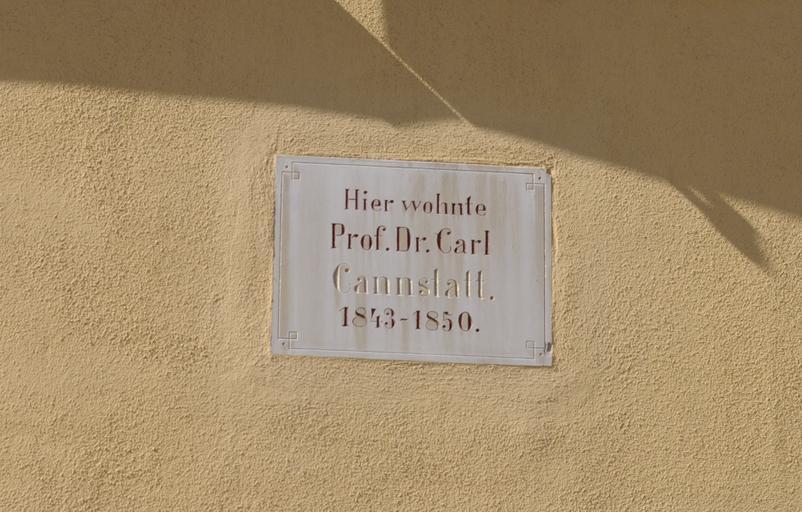 Hier wohnte
Prof. Dr. Carl
Cannstatt.
1843-1850.